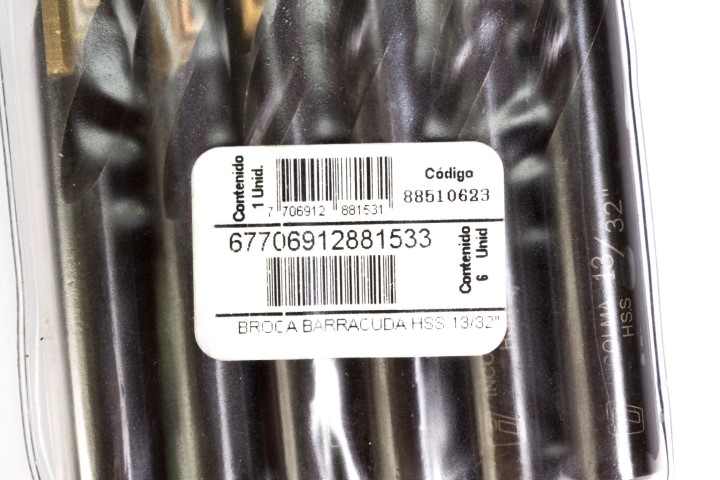 Contenido
1 Unid.
7 706912 881531
Código
88510623
67706912881533
Contenido
6 Unid
BROCA BARRACUDA HSS 13/32"
13/32"
HS.S